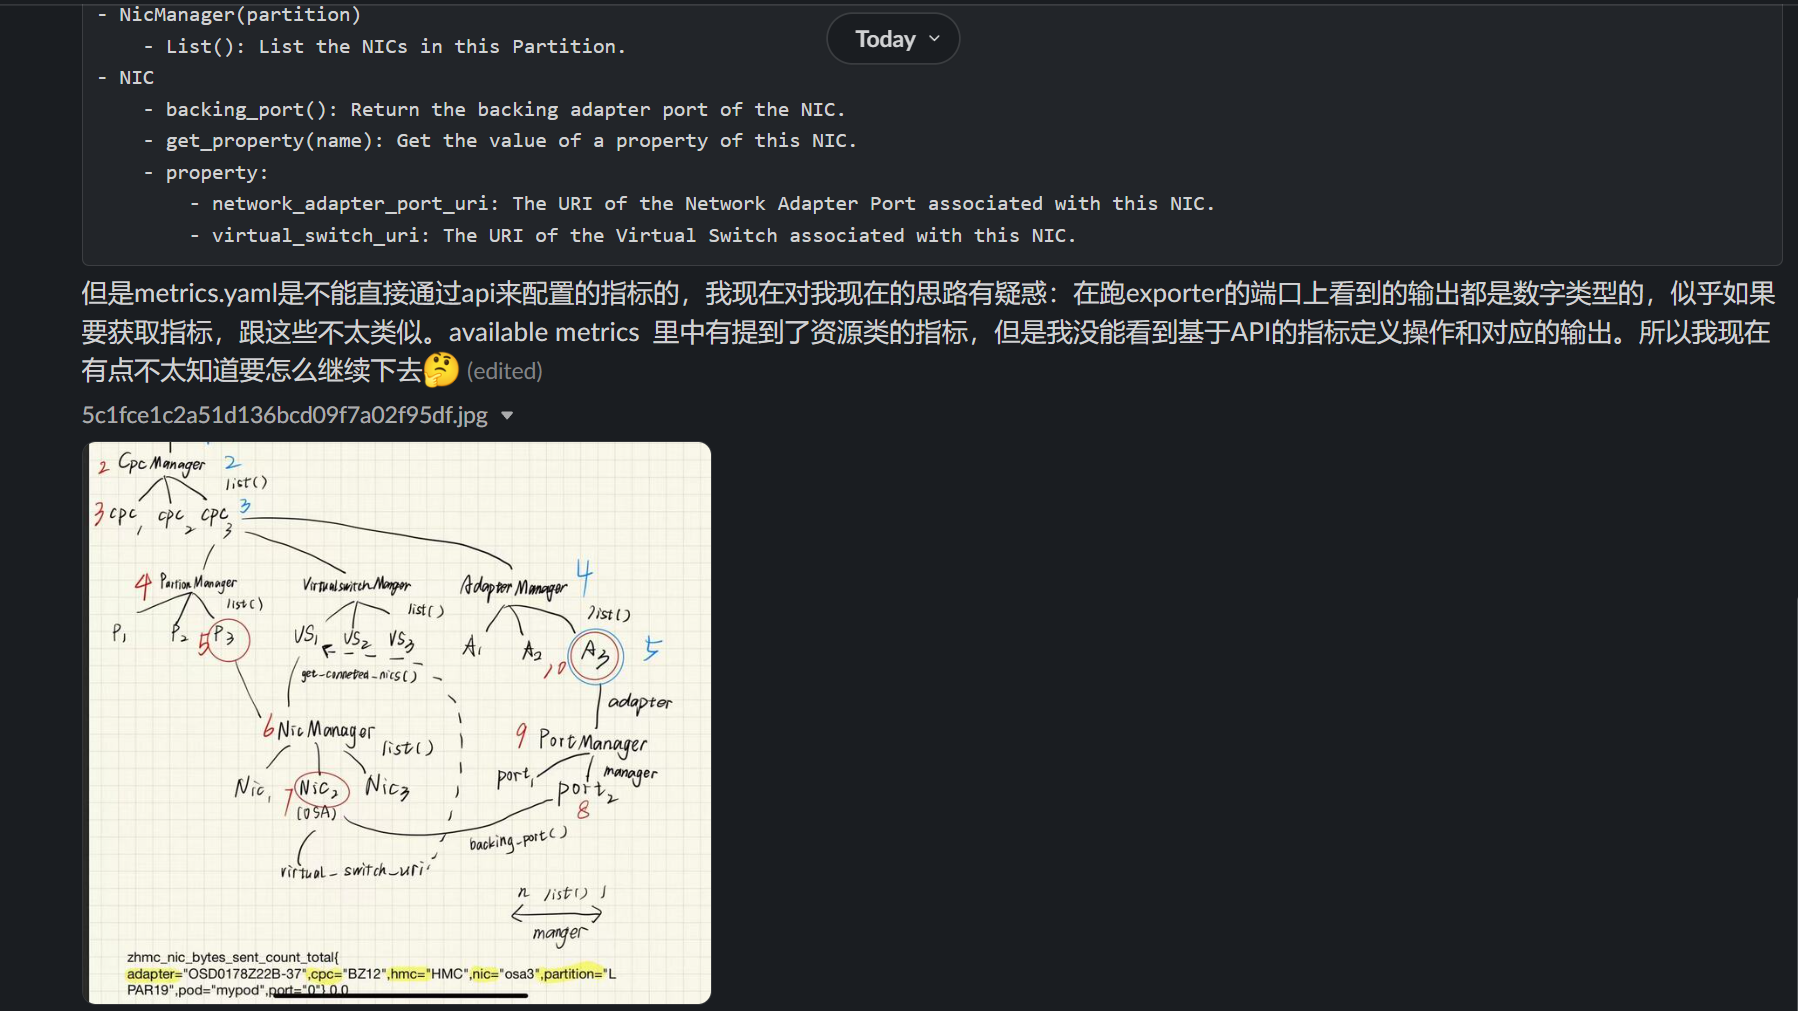 - NicManager(partition)
- List(): List the NICs in this Partition.
Today
- NIC
- backing_port(): Return the backing adapter port of the NIC.
- get_property(name): Get the value of a property of this NIC.
- property:
- network_adapter_port_uri: The URI of the Network Adapter Port associated with this NIC.
- virtual_switch_uri: The URI of the Virtual Switch associated with this NIC.
但是metrics.yaml是不能直接通过api来配置的指标的，我现在对我现在的思路有疑惑：在跑exporter的端口上看到的输出都是数字类型的，似乎如果
要获取指标，跟这些不太类似。available metrics 里中有提到了资源类的指标，但是我没能看到基于API的指标定义操作和对应的输出。所以我现在
有点不太知道要怎么继续下去🤔 (edited)
5c1fce1c2a51d136bcd09f7a02f95df.jpg
2 CpcManager 2
list()
3 cpc1 cpc2 cpc3 3
4 PartionManager VirtualswitchManger AdapterManager 4
list() list() list()
P1 P2 5 P3 VS1 VS2 VS3 A1 A2 10 A3 5
get-conneted-nics()
adapter
6 NicManager 9 PortManager
list() manager
Nic1 7 Nic2 Nic3 port1 port2
(OSA) 8
backing-port()
virtual-switch-uri
n list() 1
manger
zhmc_nic_bytes_sent_count_total{
adapter="OSD0178Z22B-37",cpc="BZ12",hmc="HMC",nic="osa3",partition="L
PAR19",pod="mypod",port="0"} 0.0